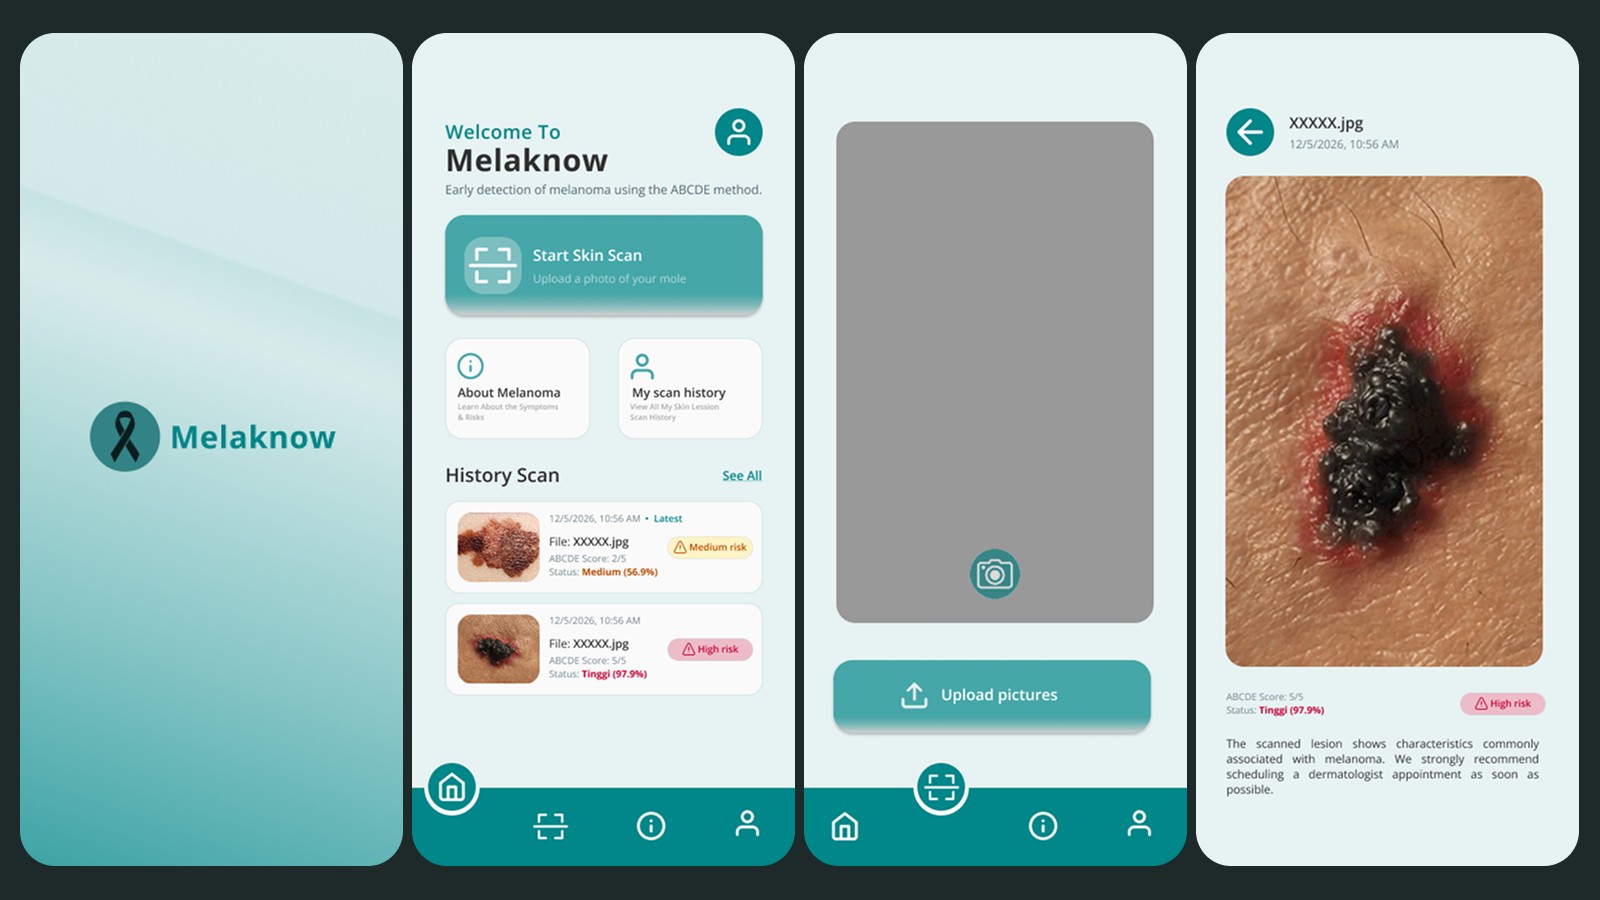 Melaknow
Welcome To
Melaknow
Early detection of melanoma using the ABCDE method.
Start Skin Scan
Upload a photo of your mole
About Melanoma
Learn About the Symptoms
& Risks
My scan history
View All My Skin Lession
Scan History
History Scan
See All
12/5/2026, 10:56 AM • Latest
File: XXXXX.jpg
Medium risk
ABCDE Score: 2/5
Status: Medium (56.9%)
12/5/2026, 10:56 AM
File: XXXXX.jpg
High risk
ABCDE Score: 5/5
Status: Tinggi (97.9%)
Upload pictures
XXXXX.jpg
12/5/2026, 10:56 AM
ABCDE Score: 5/5
Status: Tinggi (97.9%)
High risk
The scanned lesion shows characteristics commonly
associated with melanoma. We strongly recommend
scheduling a dermatologist appointment as soon as
possible.